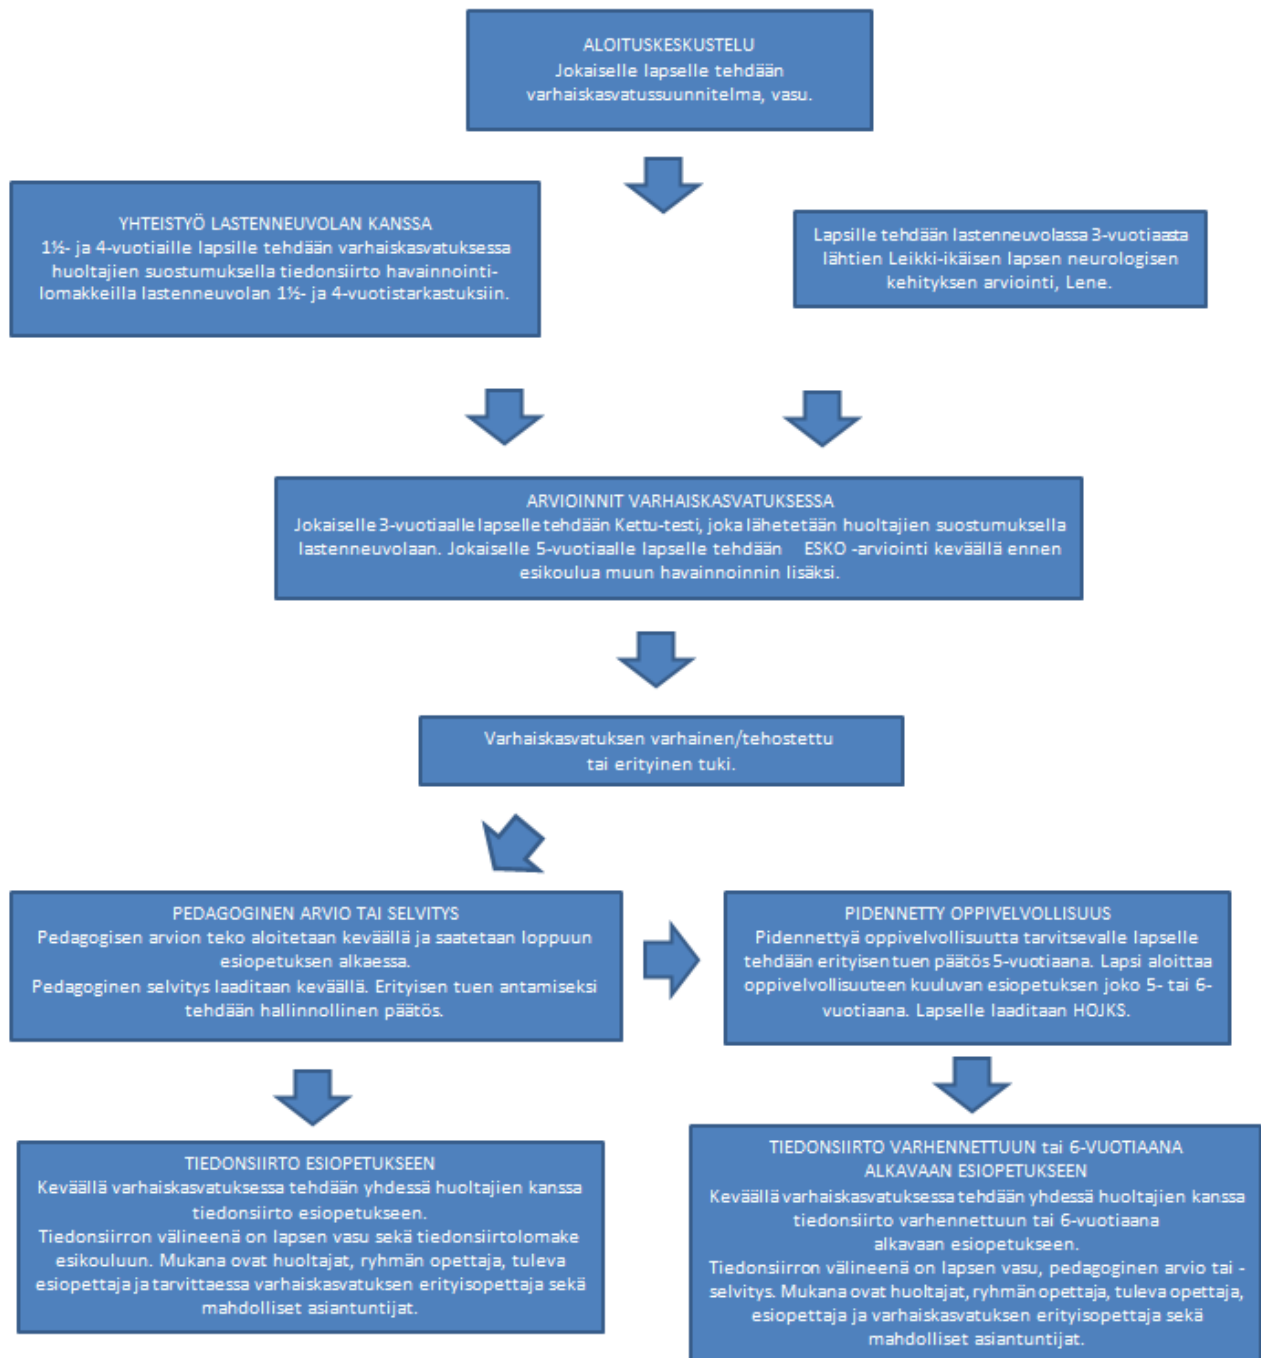 ALOITUSKESKUSTELU
Jokaiselle lapselle tehdään
varhaiskasvatussuunnitelma, vasu.
YHTEISTYÖ LASTENNEUVOLAN KANSSA
1½- ja 4-vuotiaille lapsille tehdään varhaiskasvatuksessa
huoltajien suostumuksella tiedonsiirto havainnointi-
lomakkeilla lastenneuvolan 1½- ja 4-vuotistarkastuksiin.
Lapsille tehdään lastenneuvolassa 3-vuotiaasta
lähtien Leikki-ikäisen lapsen neurologisen
kehityksen arviointi, Lene.
ARVIOINNIT VARHAISKASVATUKSESSA
Jokaiselle 3-vuotiaalle lapselle tehdään Kettu-testi, joka lähetetään huoltajien suostumuksella
lastenneuvolaan. Jokaiselle 5-vuotiaalle lapselle tehdään ESKO -arviointi keväällä ennen
esikoulua muun havainnoinnin lisäksi.
Varhaiskasvatuksen varhainen/tehostettu
tai erityinen tuki.
PEDAGOGINEN ARVIO TAI SELVITYS
Pedagogisen arvion teko aloitetaan keväällä ja saatetaan loppuun
esiopetuksen alkaessa.
Pedagoginen selvitys laaditaan keväällä. Erityisen tuen antamiseksi
tehdään hallinnollinen päätös.
PIDENNETTY OPPIVELVOLLISUUS
Pidennettyä oppivelvollisuutta tarvitsevalle lapselle
tehdään erityisen tuen päätös 5-vuotiaana. Lapsi aloittaa
oppivelvollisuuteen kuuluvan esiopetuksen joko 5- tai 6-
vuotiaana. Lapselle laaditaan HOJKS.
TIEDONSIIRTO ESIOPETUKSEEN
Keväällä varhaiskasvatuksessa tehdään yhdessä huoltajien kanssa
tiedonsiirto esiopetukseen.
Tiedonsiirron välineenä on lapsen vasu sekä tiedonsiirtolomake
esikouluun. Mukana ovat huoltajat, ryhmän opettaja, tuleva
esiopettaja ja tarvittaessa varhaiskasvatuksen erityisopettaja sekä
mahdolliset asiantuntijat.
TIEDONSIIRTO VARHENNETTUUN tai 6-VUOTIAANA
ALKAVAAN ESIOPETUKSEEN
Keväällä varhaiskasvatuksessa tehdään yhdessä huoltajien kanssa
tiedonsiirto varhennettuun tai 6-vuotiaana
alkavaan esiopetukseen.
Tiedonsiirron välineenä on lapsen vasu, pedagoginen arvio tai -
selvitys. Mukana ovat huoltajat, ryhmän opettaja, tuleva opettaja,
esiopettaja ja varhaiskasvatuksen erityisopettaja sekä
mahdolliset asiantuntijat.